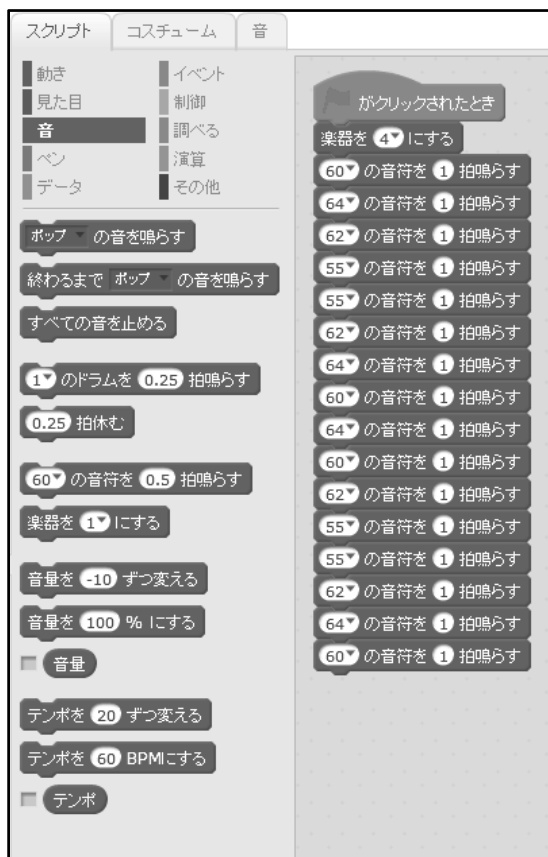 スクリプト
コスチューム
音
動き
イベント
見た目
制御
音
調べる
ペン
演算
データ
その他
ポップ の音を鳴らす
終わるまで ポップ の音を鳴らす
すべての音を止める
1 のドラムを 0.25 拍鳴らす
0.25 拍休む
60 の音符を 0.5 拍鳴らす
楽器を 1 にする
音量を -10 ずつ変える
音量を 100 % にする
音量
テンポを 20 ずつ変える
テンポを 60 BPMにする
テンポ
がクリックされたとき
楽器を 4 にする
60 の音符を 1 拍鳴らす
64 の音符を 1 拍鳴らす
62 の音符を 1 拍鳴らす
55 の音符を 1 拍鳴らす
55 の音符を 1 拍鳴らす
62 の音符を 1 拍鳴らす
64 の音符を 1 拍鳴らす
60 の音符を 1 拍鳴らす
64 の音符を 1 拍鳴らす
60 の音符を 1 拍鳴らす
62 の音符を 1 拍鳴らす
55 の音符を 1 拍鳴らす
55 の音符を 1 拍鳴らす
62 の音符を 1 拍鳴らす
64 の音符を 1 拍鳴らす
60 の音符を 1 拍鳴らす